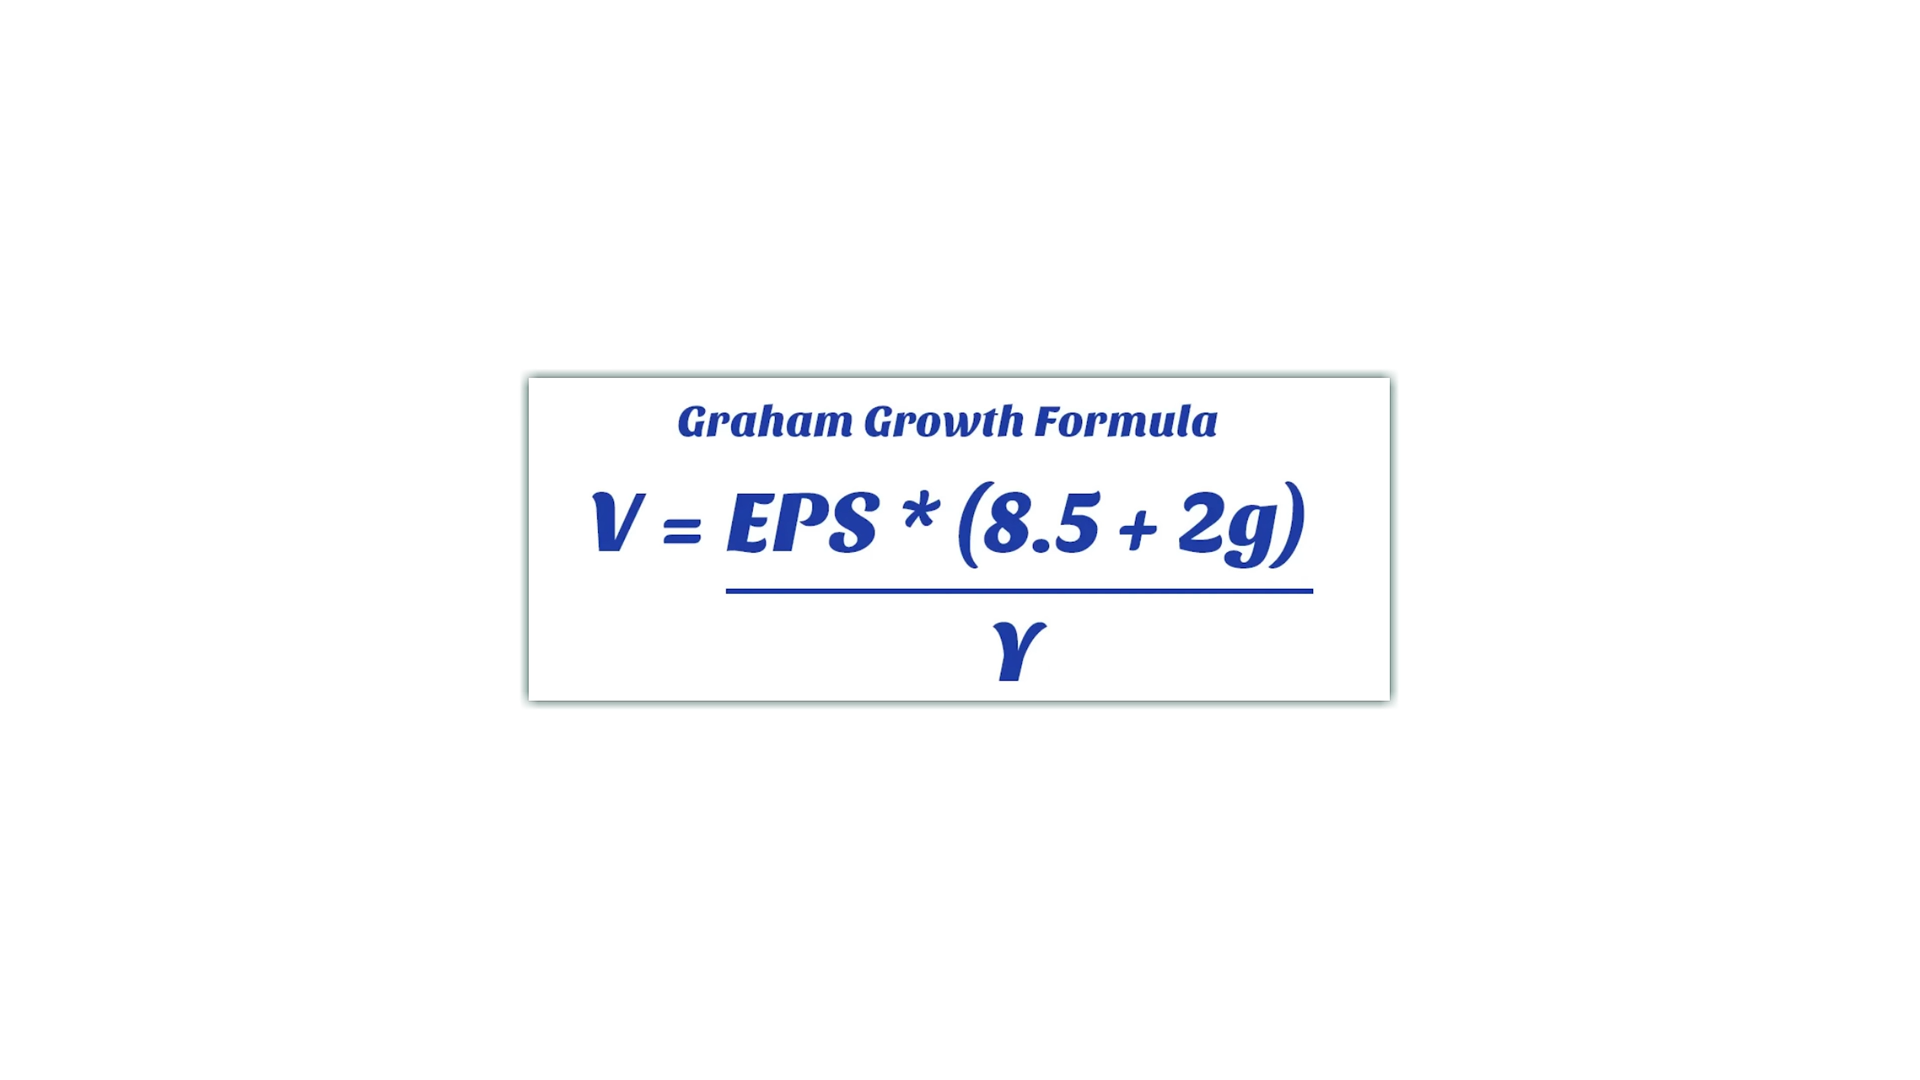 Graham Growth Formula
V = EPS * (8.5 + 2g)
Y